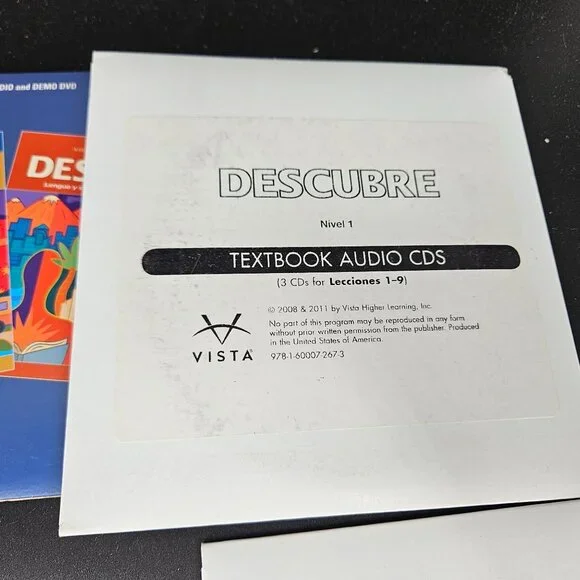 and DEMO DVD
DES
Lengua y
DESCUBRE
Nivel 1
TEXTBOOK AUDIO CDS
(3 CDs for Lecciones 1–9)
© 2008 & 2011 by Vista Higher Learning, Inc.
No part of this program may be reproduced in any form
without prior written permission from the publisher. Produced
in the United States of America.
978-1-60007-267-3
VISTA